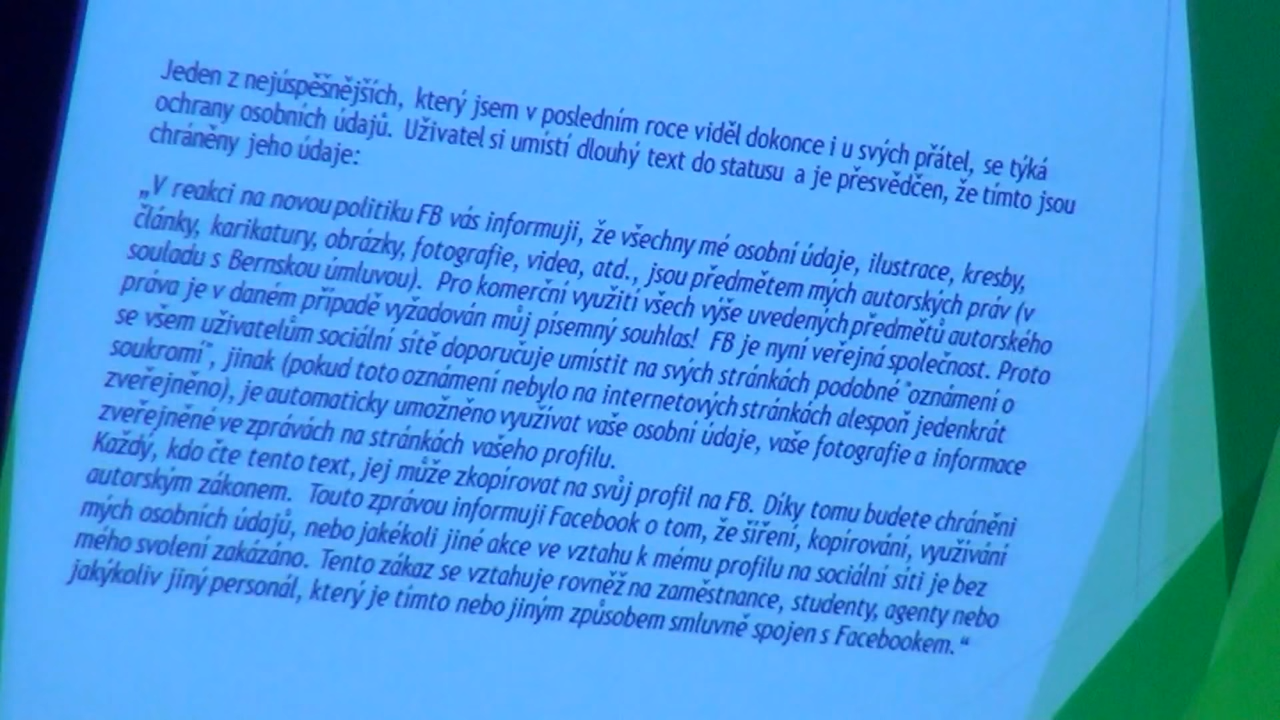 Jeden z nejúspěšnějších, který jsem v posledním roce viděl dokonce i u svých přátel, se týká
ochrany osobních údajů. Uživatel si umístí dlouhý text do statusu a je přesvědčen, že tímto jsou
chráněny jeho údaje:
„V reakci na novou politiku FB vás informuji, že všechny mé osobní údaje, ilustrace, kresby,
články, karikatury, obrázky, fotografie, videa, atd., jsou předmětem mých autorských práv (v
souladu s Bernskou úmluvou). Pro komerční využití všech výše uvedených předmětů autorského
práva je v daném případě vyžadován můj písemný souhlas! FB je nyní veřejná společnost. Proto
se všem uživatelům sociální sítě doporučuje umístit na svých stránkách podobné "oznámení o
soukromí", jinak (pokud toto oznámení nebylo na internetových stránkách alespoň jedenkrát
zveřejněno), je automaticky umožněno využívat vaše osobní údaje, vaše fotografie a informace
zveřejněné ve zprávách na stránkách vašeho profilu.
Každý, kdo čte tento text, jej může zkopírovat na svůj profil na FB. Díky tomu budete chráněni
autorským zákonem. Touto zprávou informuji Facebook o tom, že šíření, kopírování, využívání
mých osobních údajů, nebo jakékoli jiné akce ve vztahu k mému profilu na sociální síti je bez
mého svolení zakázáno. Tento zákaz se vztahuje rovněž na zaměstnance, studenty, agenty nebo
jakýkoliv jiný personál, který je tímto nebo jiným způsobem smluvně spojen s Facebookem.“